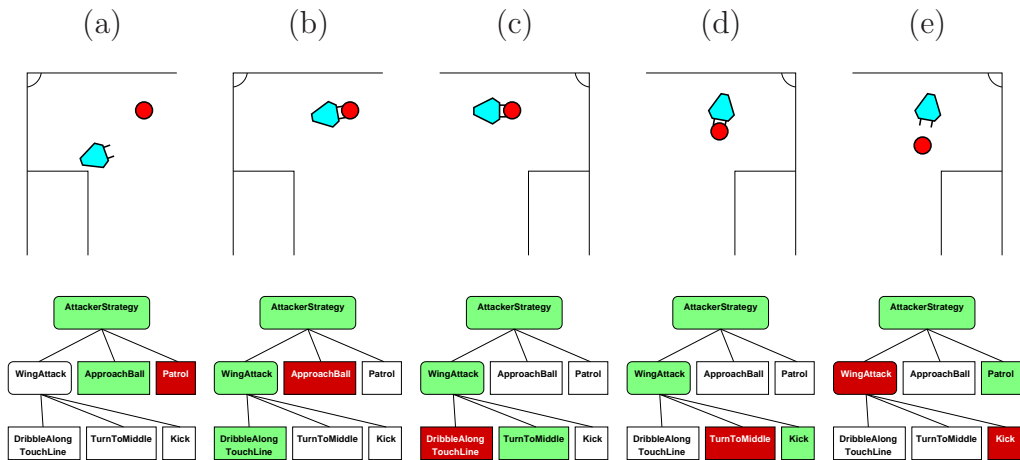 (a) (b) (c) (d) (e)
AttackerStrategy AttackerStrategy AttackerStrategy AttackerStrategy AttackerStrategy
WingAttack ApproachBall Patrol WingAttack ApproachBall Patrol WingAttack ApproachBall Patrol WingAttack ApproachBall Patrol WingAttack ApproachBall Patrol
DribbleAlong TouchLine TurnToMiddle Kick DribbleAlong TouchLine TurnToMiddle Kick DribbleAlong TouchLine TurnToMiddle Kick DribbleAlong TouchLine TurnToMiddle Kick DribbleAlong TouchLine TurnToMiddle Kick